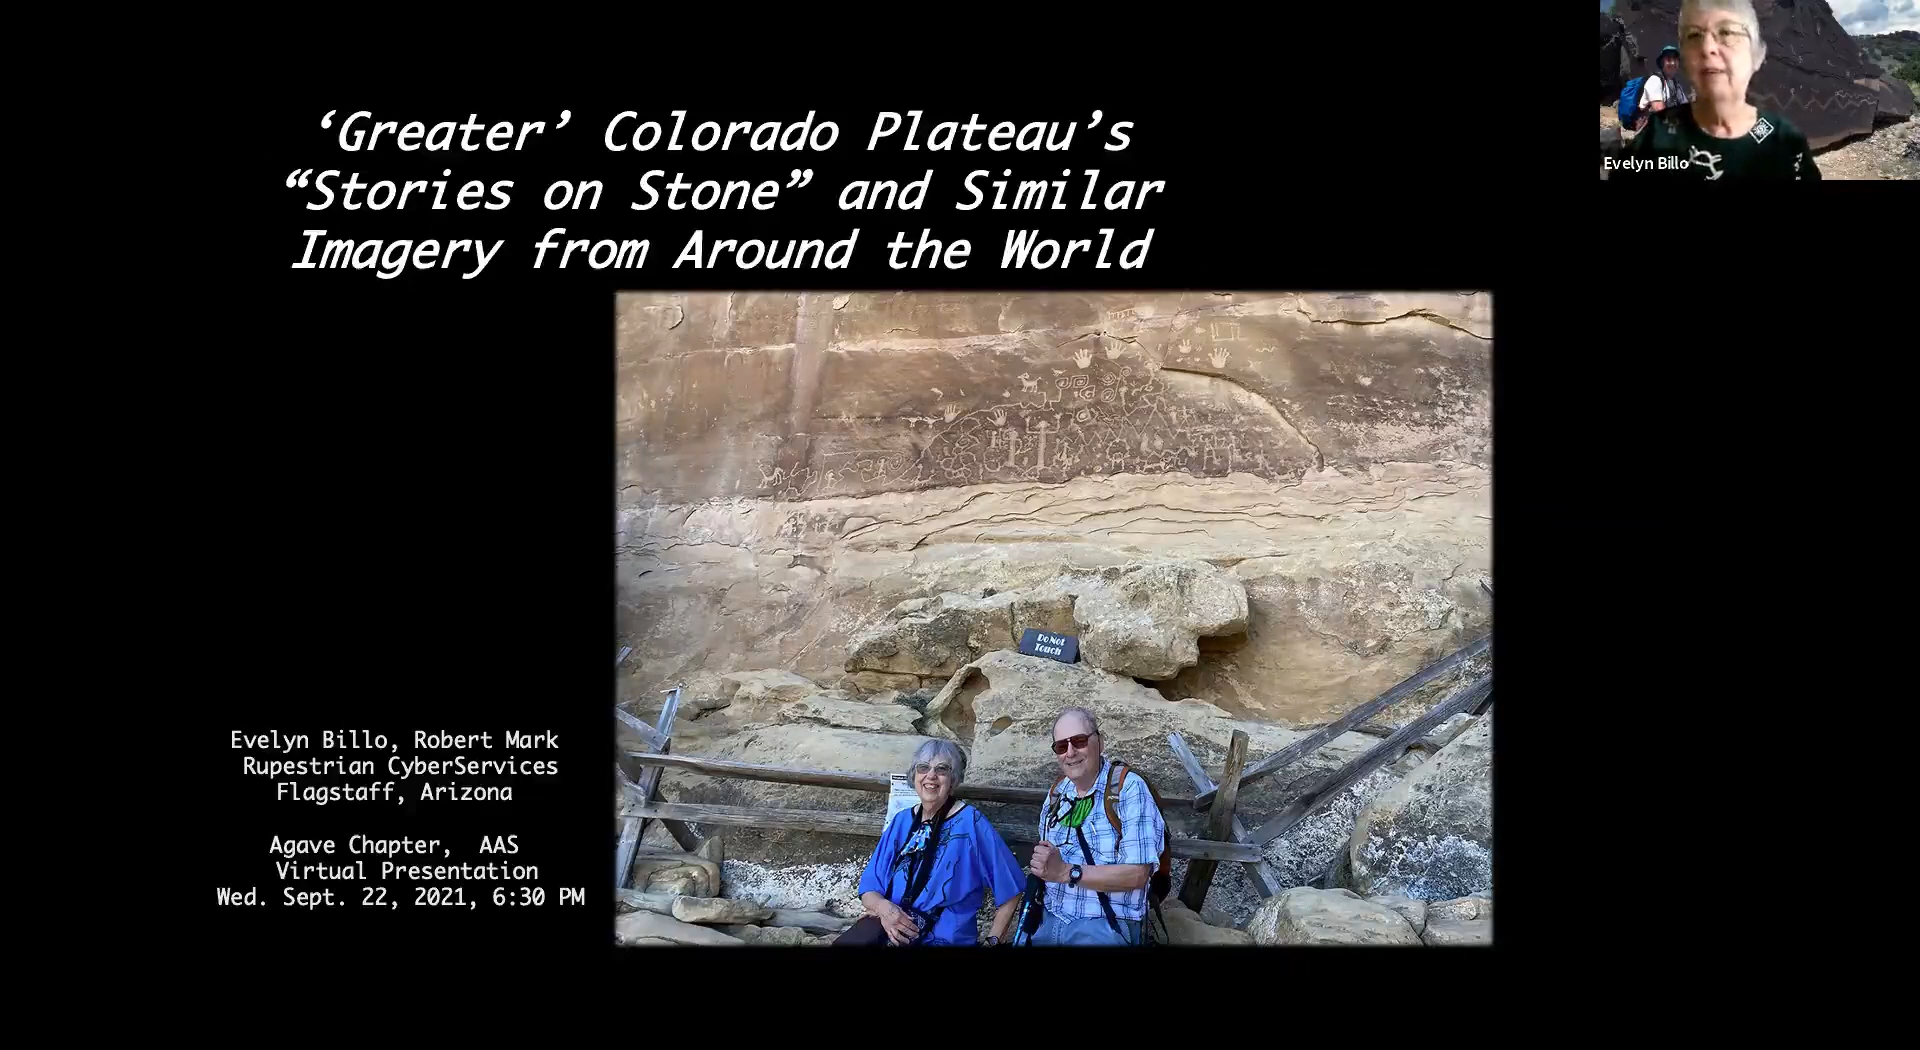 ‘Greater’ Colorado Plateau’s
“Stories on Stone” and Similar
Imagery from Around the World
Evelyn Billo
Do Not
Touch
Evelyn Billo, Robert Mark
Rupestrian CyberServices
Flagstaff, Arizona
Agave Chapter, AAS
Virtual Presentation
Wed. Sept. 22, 2021, 6:30 PM